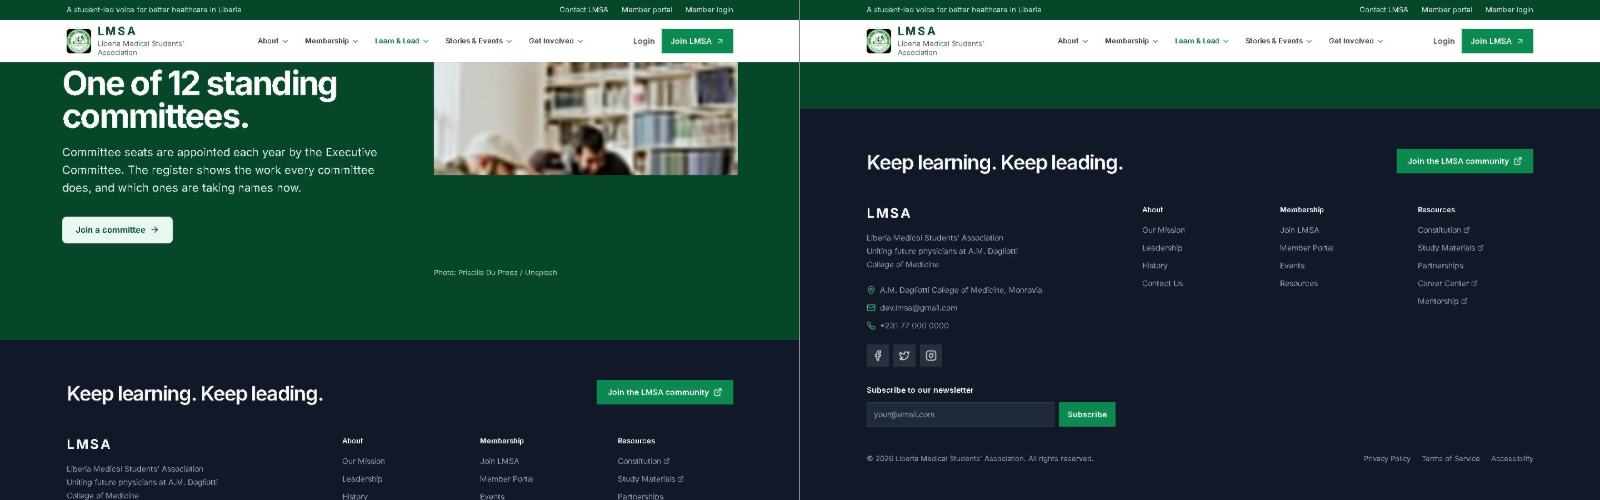 A student-led voice for better healthcare in Liberia
Contact LMSA Member portal Member login
LMSA
Liberia Medical Students'
Association
About Membership Learn & Lead Stories & Events Get Involved
Login Join LMSA
One of 12 standing
committees.
Committee seats are appointed each year by the Executive
Committee. The register shows the work every committee
does, and which ones are taking names now.
Join a committee
Photo: Priscilla Du Preez / Unsplash
Keep learning. Keep leading.
Join the LMSA community
LMSA
Liberia Medical Students' Association
Uniting future physicians at A.M. Dogliotti
College of Medicine
About
Our Mission
Leadership
History
Membership
Join LMSA
Member Portal
Events
Resources
Constitution
Study Materials
Partnerships
A student-led voice for better healthcare in Liberia
Contact LMSA Member portal Member login
LMSA
Liberia Medical Students'
Association
About Membership Learn & Lead Stories & Events Get Involved
Login Join LMSA
Keep learning. Keep leading.
Join the LMSA community
LMSA
Liberia Medical Students' Association
Uniting future physicians at A.M. Dogliotti
College of Medicine
A.M. Dogliotti College of Medicine, Monrovia
dev.lmsa@gmail.com
+231 77 000 0000
Subscribe to our newsletter
your@email.com
Subscribe
About
Our Mission
Leadership
History
Contact Us
Membership
Join LMSA
Member Portal
Events
Resources
Resources
Constitution
Study Materials
Partnerships
Career Center
Mentorship
© 2026 Liberia Medical Students' Association. All rights reserved.
Privacy Policy Terms of Service Accessibility